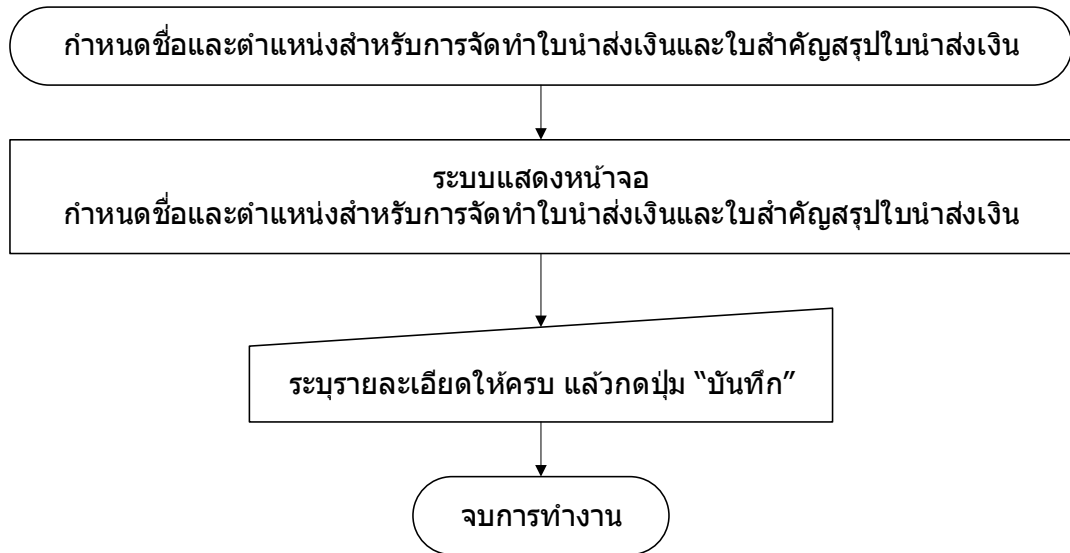 กำหนดชื่อและตำแหน่งสำหรับการจัดทำใบนำส่งเงินและใบสำคัญสรุปใบนำส่งเงิน
ระบบแสดงหน้าจอ
กำหนดชื่อและตำแหน่งสำหรับการจัดทำใบนำส่งเงินและใบสำคัญสรุปใบนำส่งเงิน
ระบุรายละเอียดให้ครบ แล้วกดปุ่ม “บันทึก”
จบการทำงาน